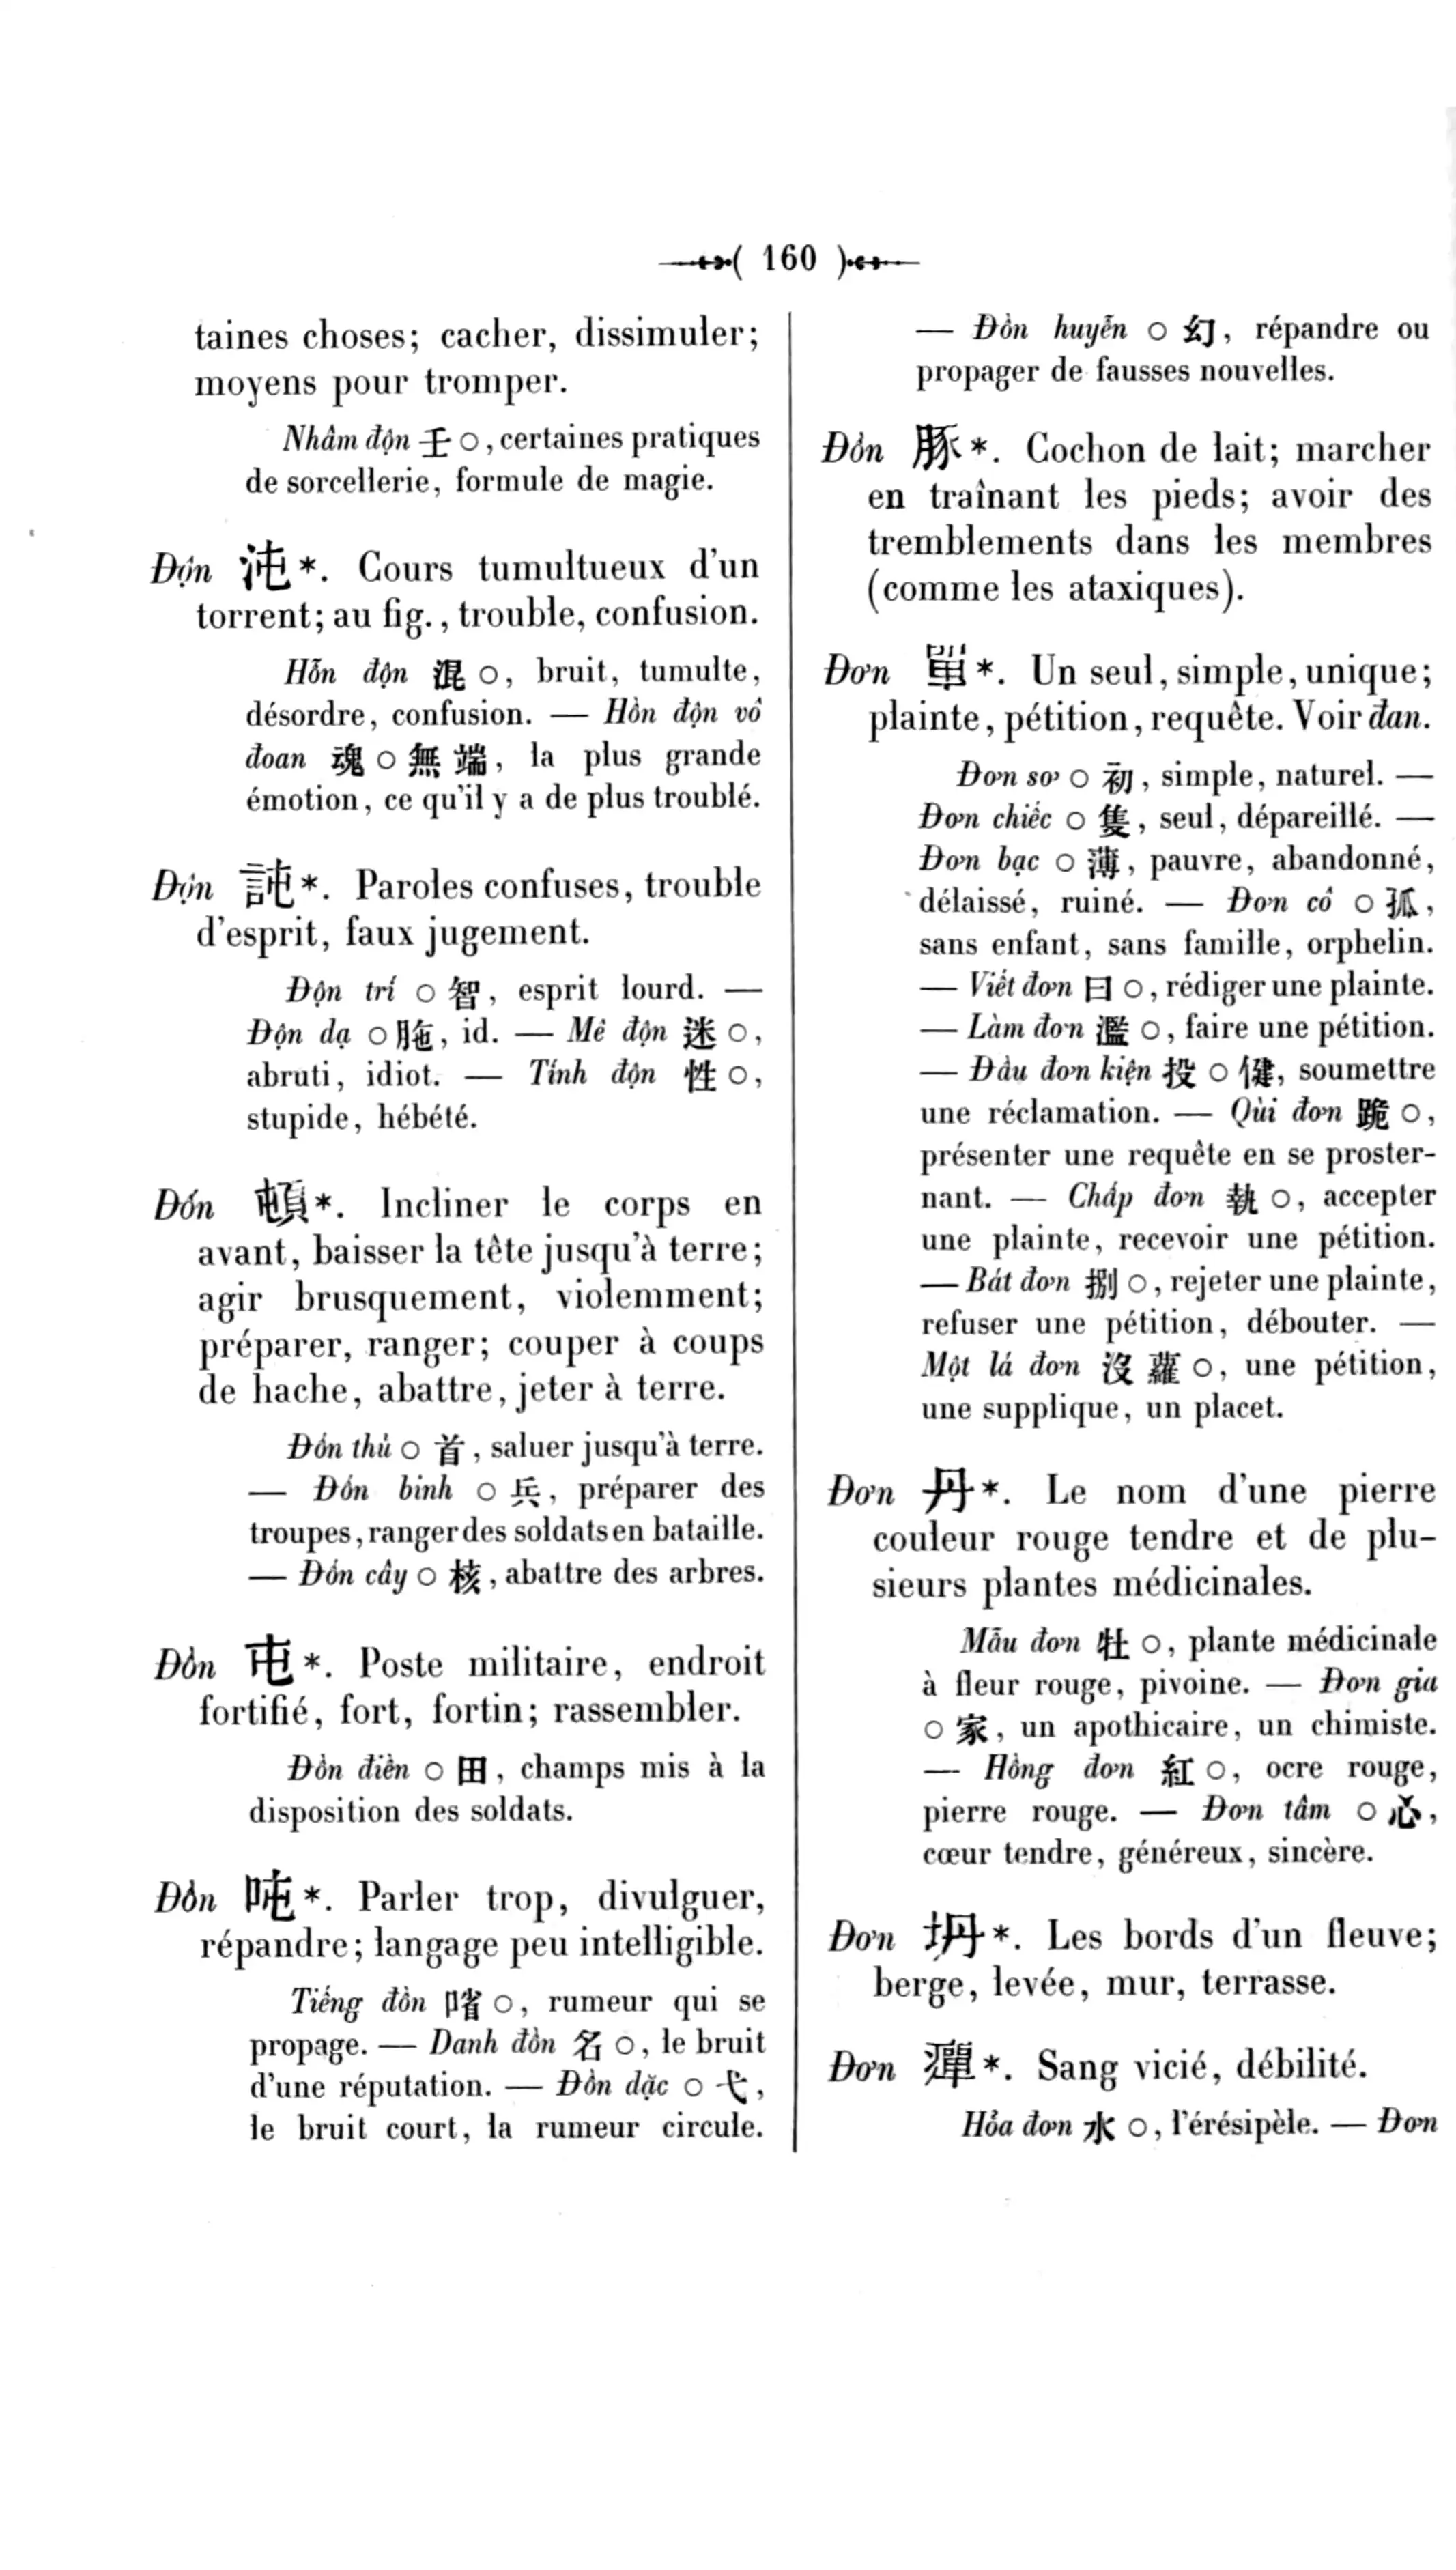 ( 160 )
taines choses; cacher, dissimuler;
moyens pour tromper.
Nhâm độn 壬 ○, certaines pratiques
de sorcellerie, formule de magie.
Độn 沌 *. Cours tumultueux d'un
torrent; au fig., trouble, confusion.
Hỗn độn 混 ○, bruit, tumulte,
désordre, confusion. — Hồn độn vô
đoan 魂 ○ 無 端, la plus grande
émotion, ce qu'il y a de plus troublé.
Độn 訰 *. Paroles confuses, trouble
d'esprit, faux jugement.
Độn trí ○ 智, esprit lourd. —
Độn dạ ○ 胣, id. — Mê độn 迷 ○,
abruti, idiot. — Tính độn 性 ○,
stupide, hébété.
Đốn 頓 *. Incliner le corps en
avant, baisser la tête jusqu'à terre;
agir brusquement, violemment;
préparer, ranger; couper à coups
de hache, abattre, jeter à terre.
Đốn thủ ○ 首, saluer jusqu'à terre.
— Đốn binh ○ 兵, préparer des
troupes, ranger des soldats en bataille.
— Đốn cây ○ 核, abattre des arbres.
Đồn 屯 *. Poste militaire, endroit
fortifié, fort, fortin; rassembler.
Đồn điền ○ 田, champs mis à la
disposition des soldats.
Đồn 吨 *. Parler trop, divulguer,
répandre; langage peu intelligible.
Tiếng đồn 㗂 ○, rumeur qui se
propage. — Danh đồn 名 ○, le bruit
d'une réputation. — Đồn dặc ○ 弋,
le bruit court, la rumeur circule.
— Đồn huyễn ○ 幻, répandre ou
propager de fausses nouvelles.
Đồn 豚 *. Cochon de lait; marcher
en traînant les pieds; avoir des
tremblements dans les membres
(comme les ataxiques).
Đơn 單 *. Un seul, simple, unique;
plainte, pétition, requête. Voir đan.
Đơn sơ ○ 初, simple, naturel. —
Đơn chiếc ○ 隻, seul, dépareillé. —
Đơn bạc ○ 薄, pauvre, abandonné,
délaissé, ruiné. — Đơn cô ○ 孤,
sans enfant, sans famille, orphelin.
— Viết đơn 曰 ○, rédiger une plainte.
— Làm đơn 濫 ○, faire une pétition.
— Đầu đơn kiện 投 ○ 健, soumettre
une réclamation. — Qùi đơn 跪 ○,
présenter une requête en se proster-
nant. — Chấp đơn 執 ○, accepter
une plainte, recevoir une pétition.
— Bát đơn 捌 ○, rejeter une plainte,
refuser une pétition, débouter. —
Một lá đơn 沒 蘿 ○, une pétition,
une supplique, un placet.
Đơn 丹 *. Le nom d'une pierre
couleur rouge tendre et de plu-
sieurs plantes médicinales.
Mẫu đơn 牡 ○, plante médicinale
à fleur rouge, pivoine. — Đơn gia
○ 家, un apothicaire, un chimiste.
— Hồng đơn 紅 ○, ocre rouge,
pierre rouge. — Đơn tâm ○ 心,
cœur tendre, généreux, sincère.
Đơn 坍 *. Les bords d'un fleuve;
berge, levée, mur, terrasse.
Đơn 癉 *. Sang vicié, débilité.
Hỏa đơn 水 ○, l'érésipèle. — Đơn